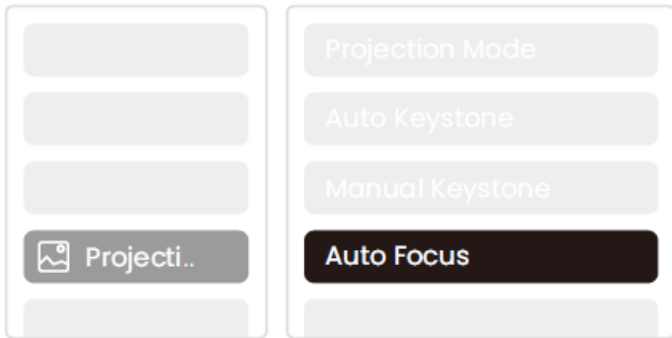 Projecti..
Projection Mode
Auto Keystone
Manual Keystone
Auto Focus